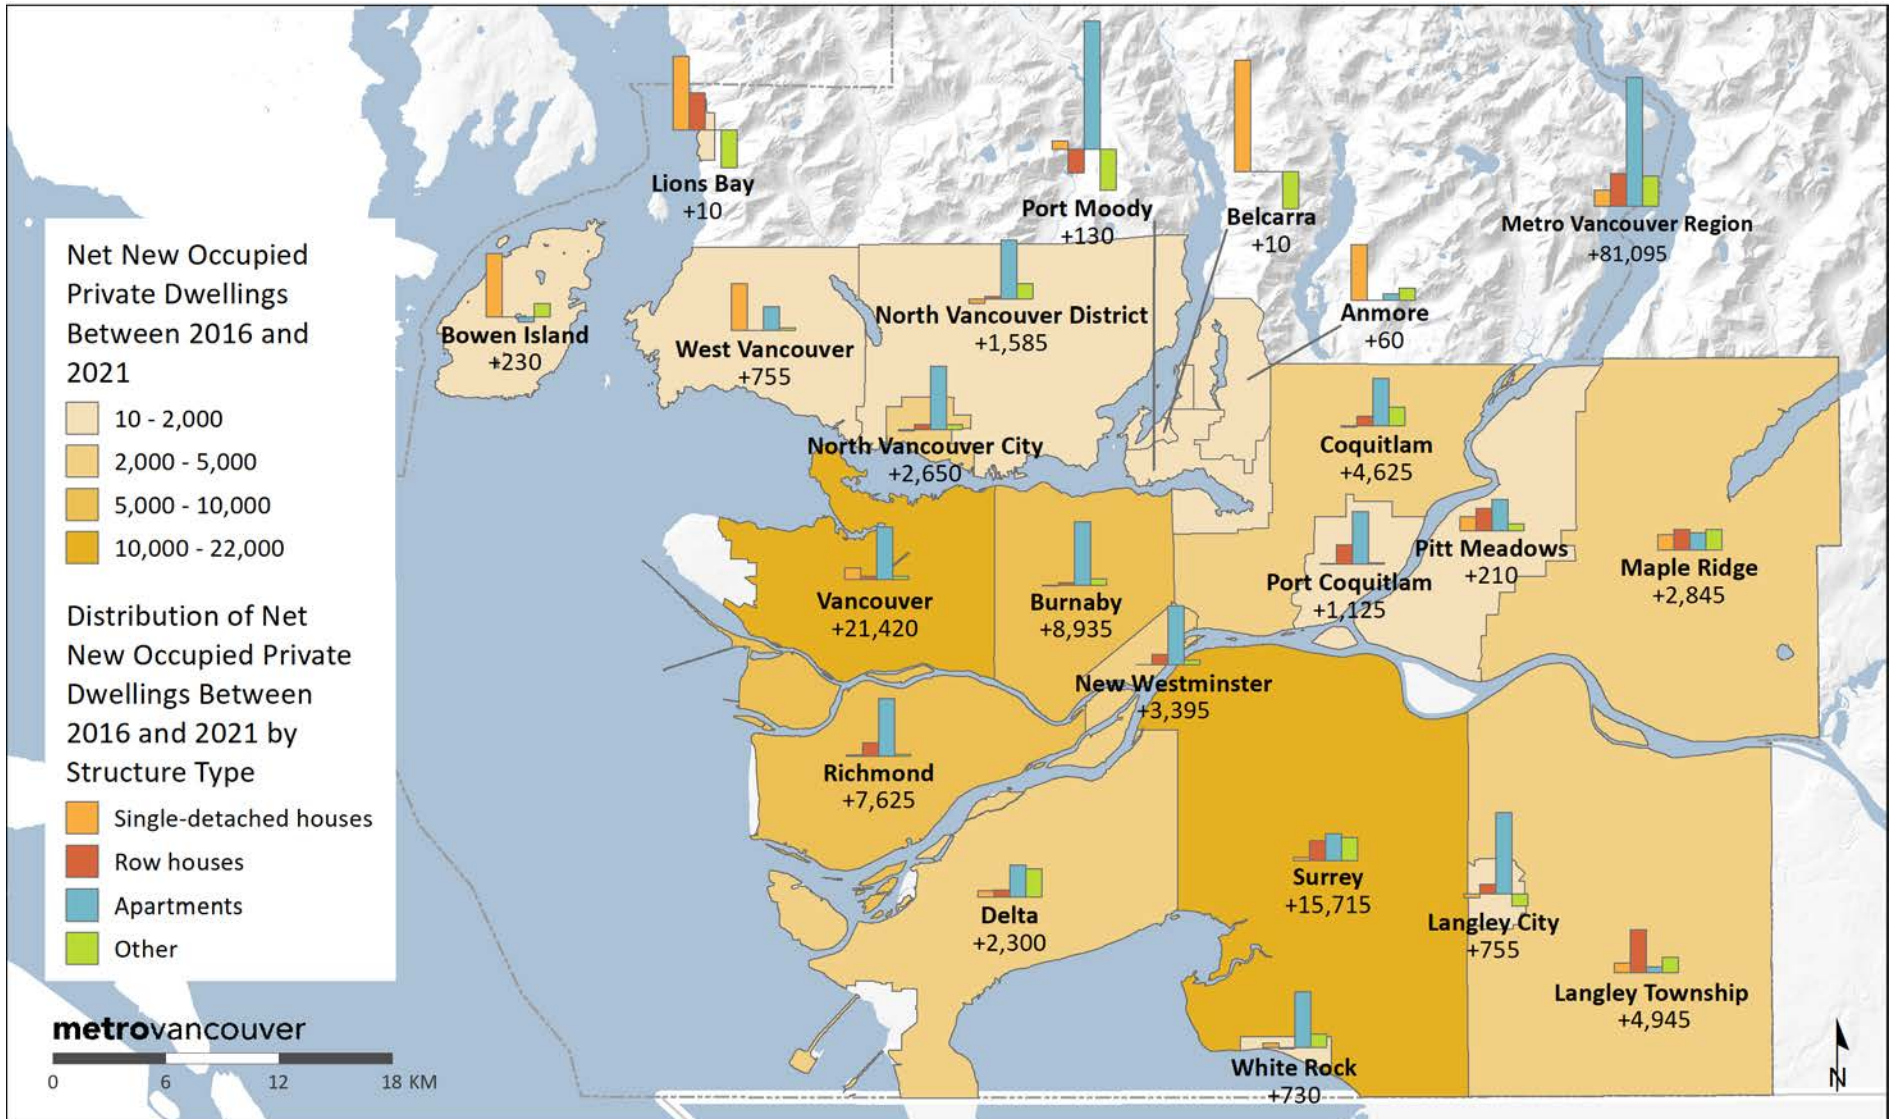 Lions Bay
+10
Port Moody
+130
Belcarra
+10
Metro Vancouver Region
+81,095
Net New Occupied
Private Dwellings
Between 2016 and
2021
10 - 2,000
2,000 - 5,000
5,000 - 10,000
10,000 - 22,000
Distribution of Net
New Occupied Private
Dwellings Between
2016 and 2021 by
Structure Type
Single-detached houses
Row houses
Apartments
Other
metrovancouver
0 6 12 18 KM
Bowen Island
+230
West Vancouver
+755
North Vancouver District
+1,585
Anmore
+60
North Vancouver City
+2,650
Coquitlam
+4,625
Vancouver
+21,420
Burnaby
+8,935
Port Coquitlam
+1,125
Pitt Meadows
+210
Maple Ridge
+2,845
New Westminster
+3,395
Richmond
+7,625
Delta
+2,300
Surrey
+15,715
Langley City
+755
Langley Township
+4,945
White Rock
+730
N